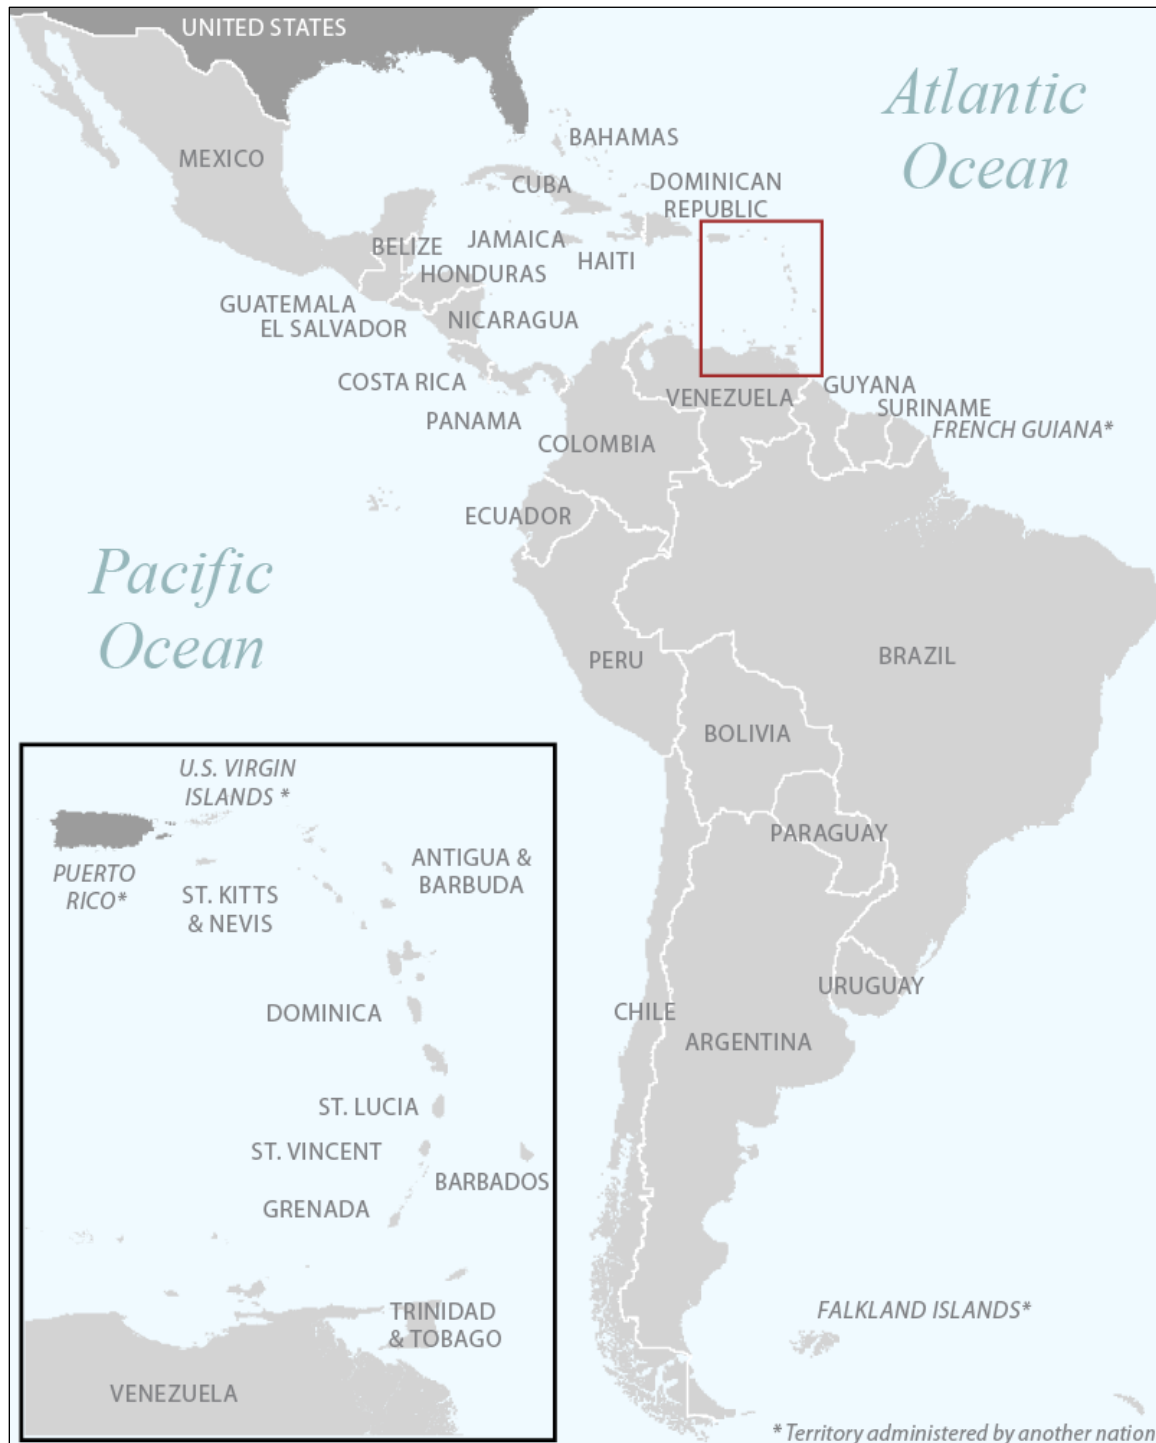 UNITED STATES
Atlantic
Ocean
MEXICO
BAHAMAS
CUBA
DOMINICAN
REPUBLIC
BELIZE
JAMAICA
HAITI
HONDURAS
GUATEMALA
EL SALVADOR
NICARAGUA
COSTA RICA
PANAMA
VENEZUELA
GUYANA
SURINAME
FRENCH GUIANA*
COLOMBIA
ECUADOR
Pacific
Ocean
PERU
BRAZIL
BOLIVIA
PARAGUAY
URUGUAY
CHILE
ARGENTINA
FALKLAND ISLANDS*
U.S. VIRGIN
ISLANDS *
PUERTO
RICO*
ST. KITTS
& NEVIS
ANTIGUA &
BARBUDA
DOMINICA
ST. LUCIA
ST. VINCENT
BARBADOS
GRENADA
TRINIDAD
& TOBAGO
VENEZUELA
* Territory administered by another nation